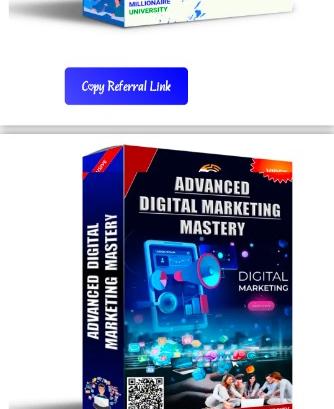 MILLIONAIRE
UNIVERSITY
Copy Referral Link
ADVANCED
DIGITAL MARKETING
MASTERY
ADVANCED DIGITAL
MARKETING MASTERY
DIGITAL
MARKETING